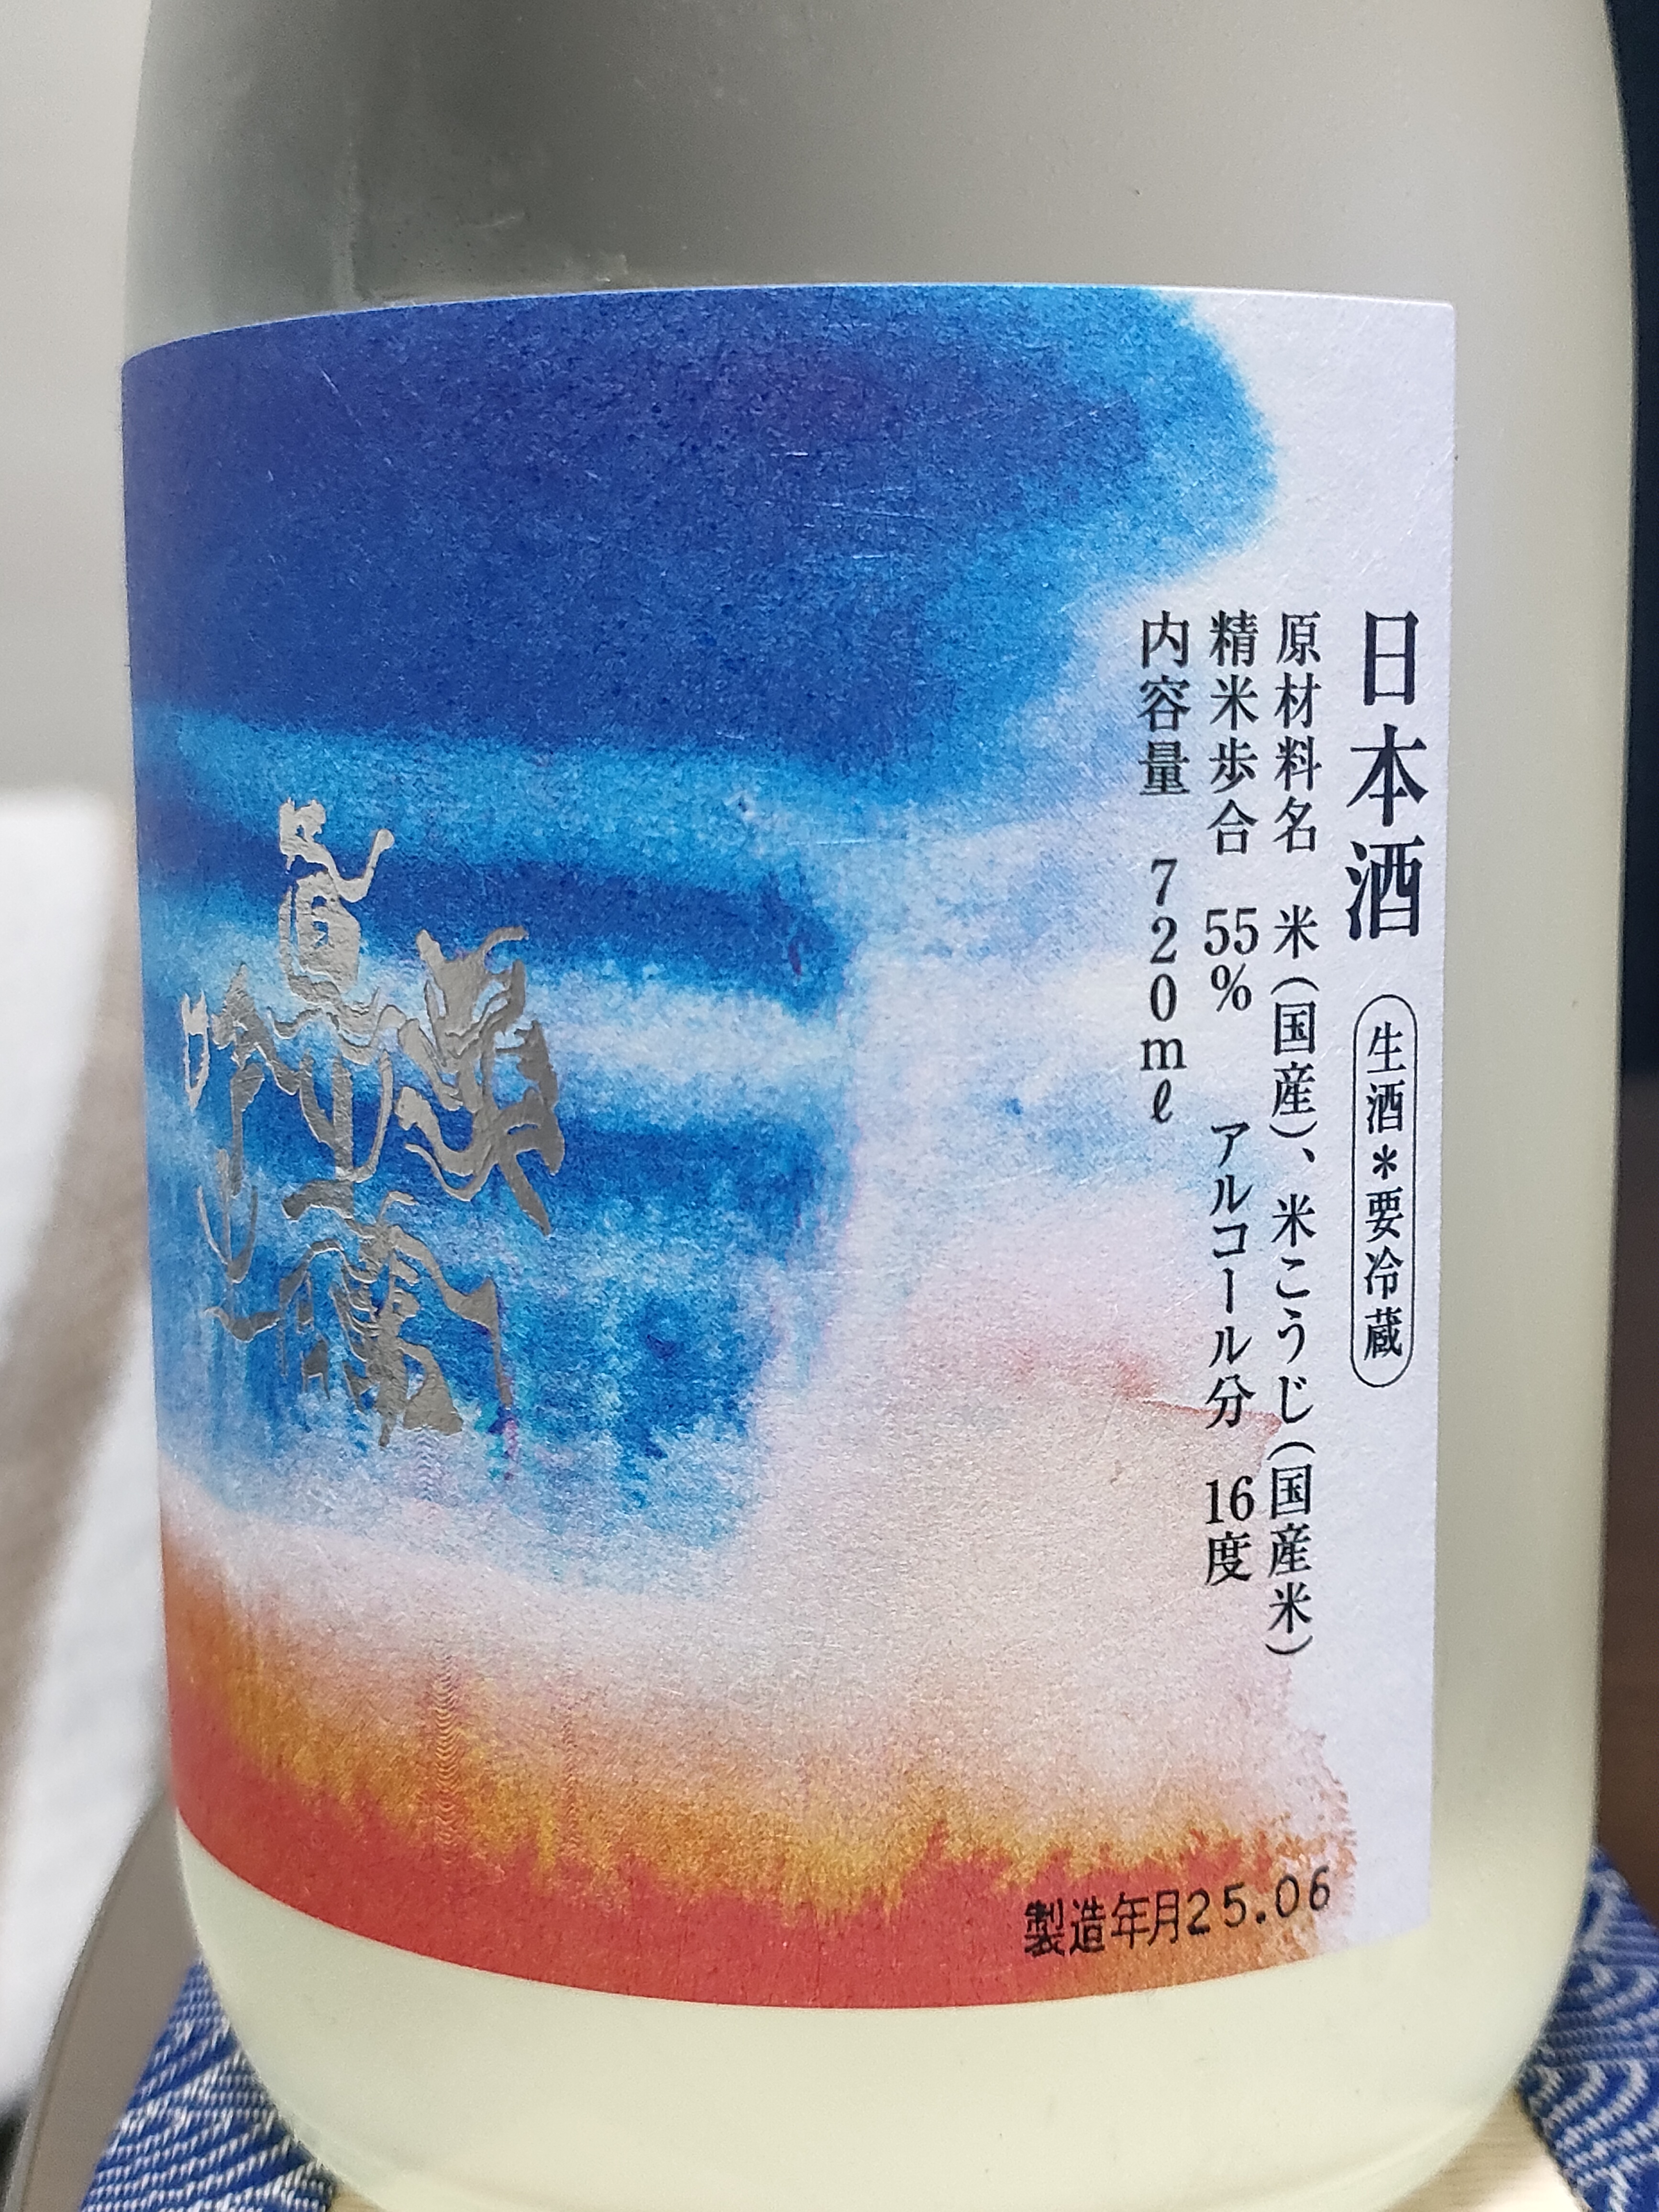 日本酒 生酒＊要冷蔵
原材料名 米（国産）、米こうじ（国産米）
精米歩合 55% アルコール分 16度
内容量 720mℓ
製造年月25.06